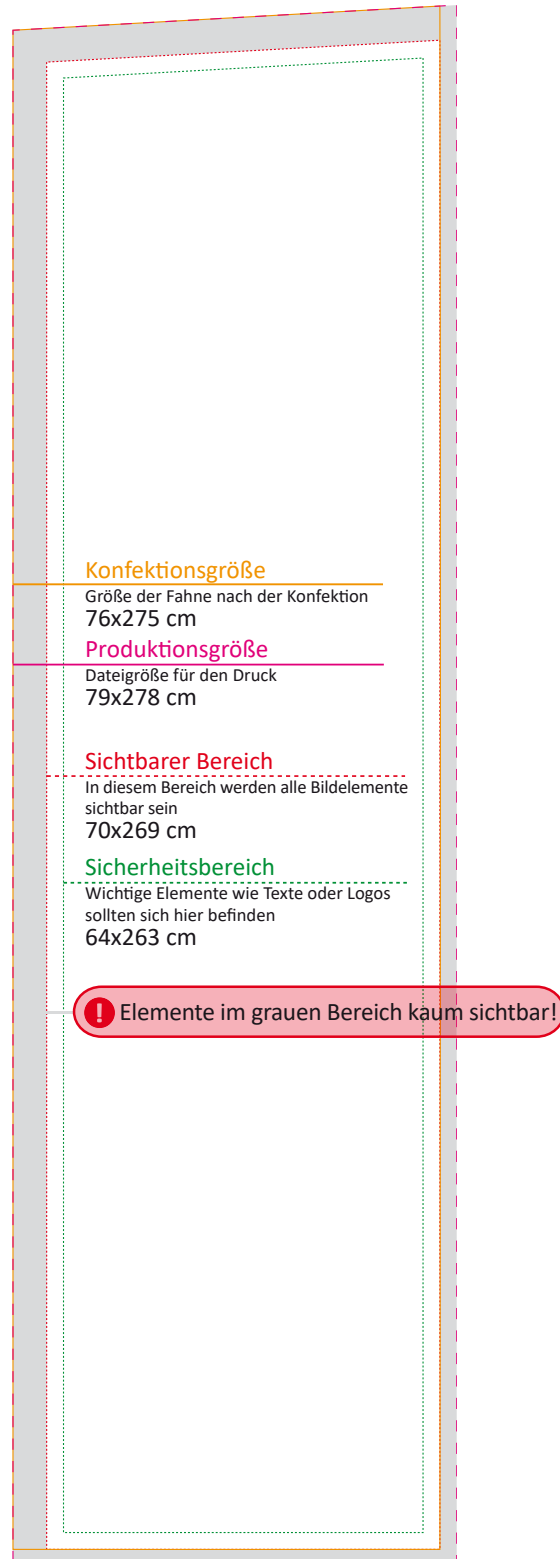 Konfektionsgröße
Größe der Fahne nach der Konfektion
76x275 cm
Produktionsgröße
Dateigröße für den Druck
79x278 cm
Sichtbarer Bereich
In diesem Bereich werden alle Bildelemente
sichtbar sein
70x269 cm
Sicherheitsbereich
Wichtige Elemente wie Texte oder Logos
sollten sich hier befinden
64x263 cm
! Elemente im grauen Bereich kaum sichtbar!